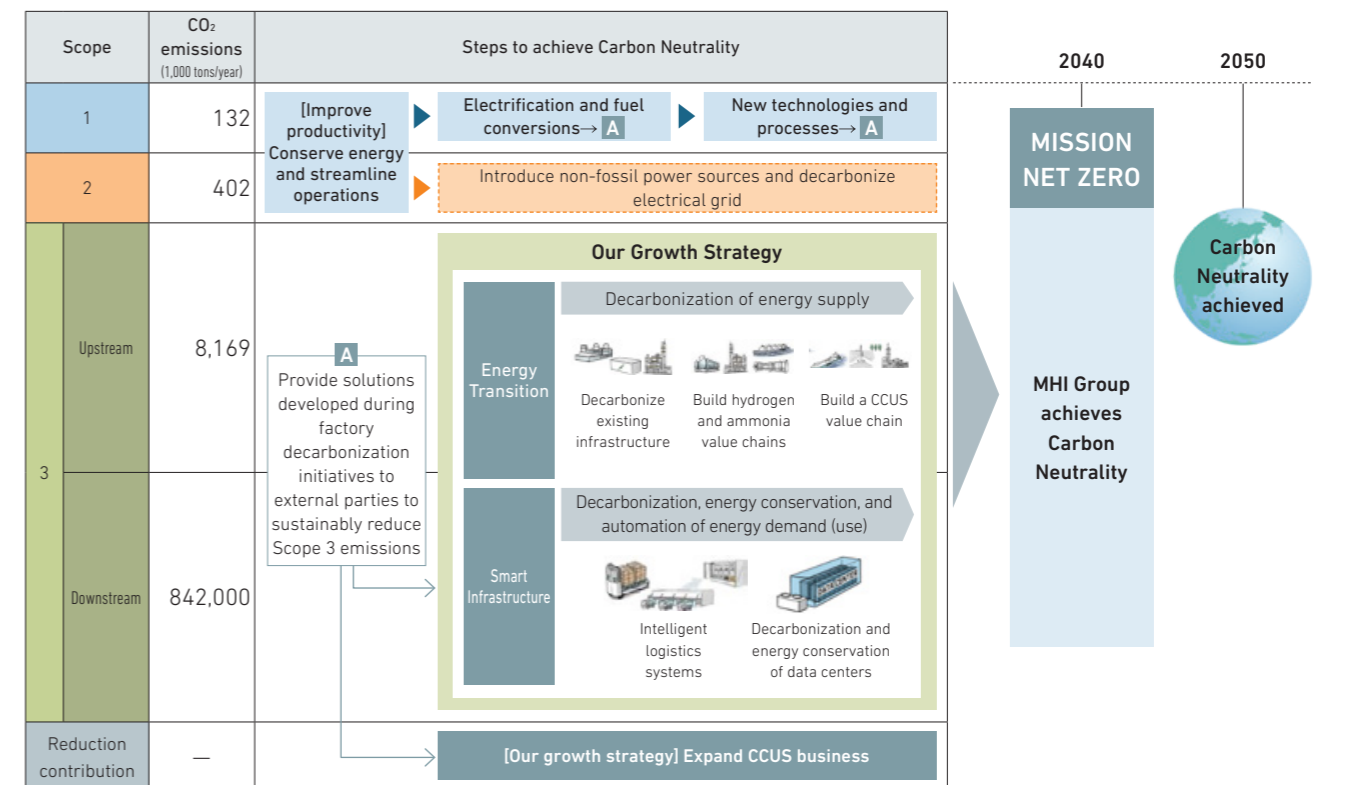 Scope
CO₂
emissions
(1,000 tons/year)
Steps to achieve Carbon Neutrality
2040
2050
1
132
[Improve
productivity]
Conserve energy
and streamline
operations
Electrification and fuel
conversions→ A
New technologies and
processes→ A
2
402
Introduce non-fossil power sources and decarbonize
electrical grid
MISSION
NET ZERO
MHI Group
achieves
Carbon
Neutrality
Carbon
Neutrality
achieved
3
Upstream
8,169
Downstream
842,000
A
Provide solutions
developed during
factory
decarbonization
initiatives to
external parties to
sustainably reduce
Scope 3 emissions
Our Growth Strategy
Energy
Transition
Decarbonization of energy supply
Decarbonize
existing
infrastructure
Build hydrogen
and ammonia
value chains
Build a CCUS
value chain
Smart
Infrastructure
Decarbonization, energy conservation, and
automation of energy demand (use)
Intelligent
logistics
systems
DATACENTER
Decarbonization and
energy conservation
of data centers
Reduction
contribution
—
[Our growth strategy] Expand CCUS business